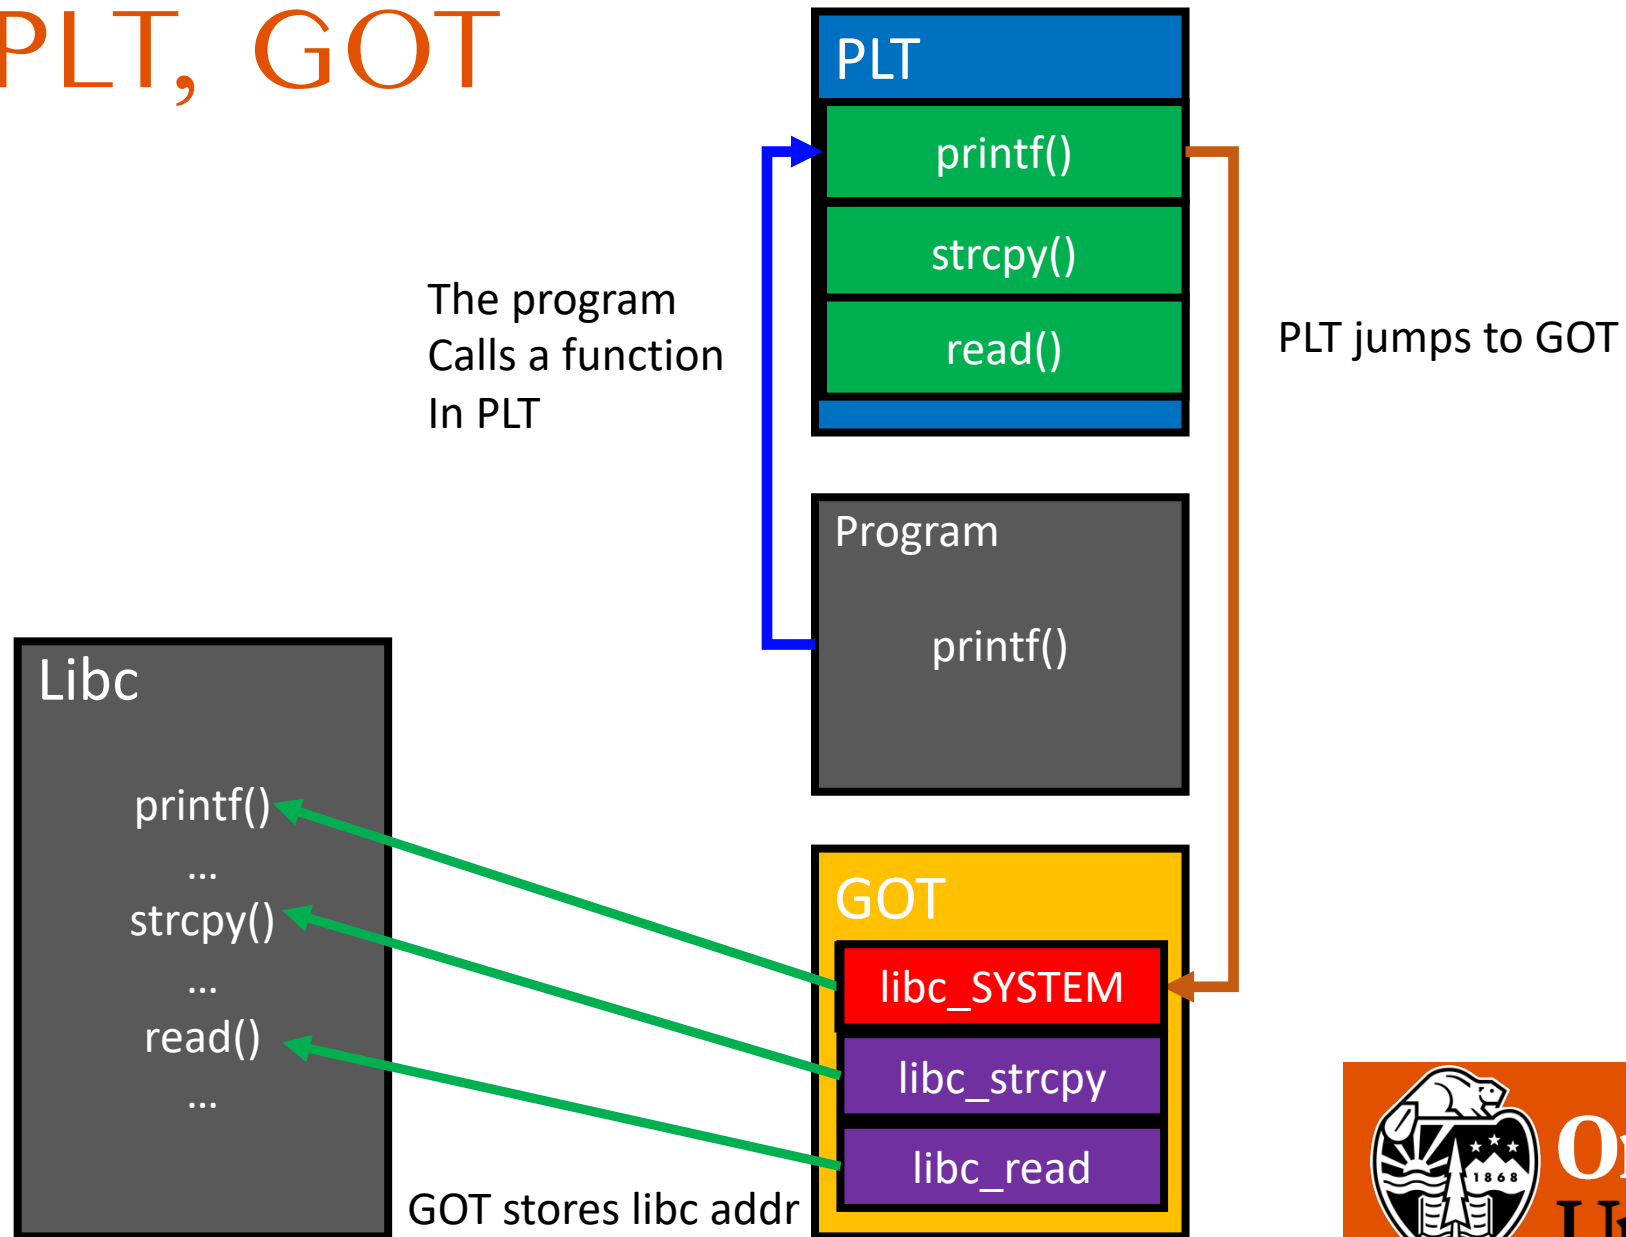 PLT, GOT
PLT
printf()
strcpy()
read()
The program
Calls a function
In PLT
PLT jumps to GOT
Program
printf()
Libc
printf()
...
strcpy()
...
read()
...
GOT
libc_SYSTEM
libc_strcpy
libc_read
GOT stores libc addr
1868